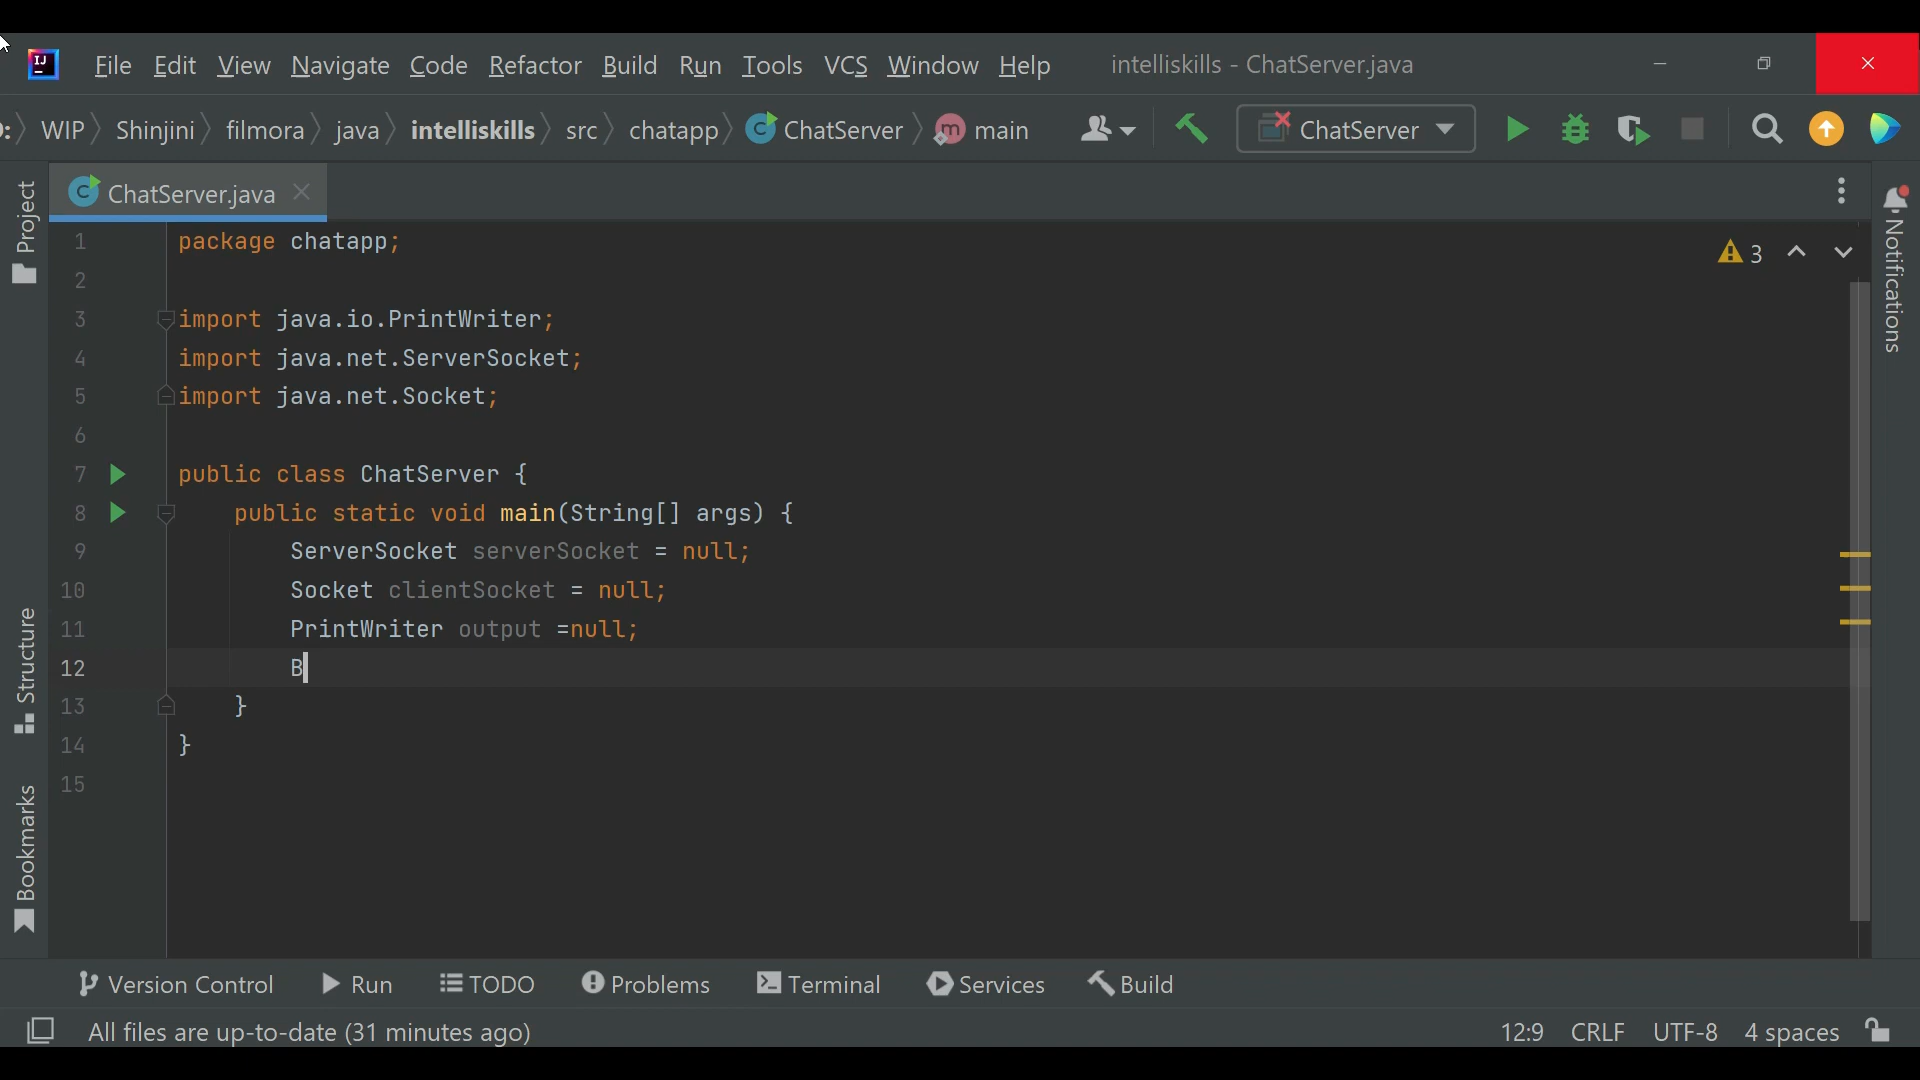 File Edit View Navigate Code Refactor Build Run Tools VCS Window Help intelliskills - ChatServer.java
WIP Shinjini filmora java intelliskills src chatapp C ChatServer m main ChatServer
Project
C ChatServer.java
Notifications
3
1 package chatapp;
2
3 import java.io.PrintWriter;
4 import java.net.ServerSocket;
5 import java.net.Socket;
6
7 public class ChatServer {
8 public static void main(String[] args) {
9 ServerSocket serverSocket = null;
10 Socket clientSocket = null;
11 PrintWriter output =null;
12 B
13 }
14 }
15
Structure
Bookmarks
Version Control Run TODO Problems Terminal Services Build
All files are up-to-date (31 minutes ago) 12:9 CRLF UTF-8 4 spaces